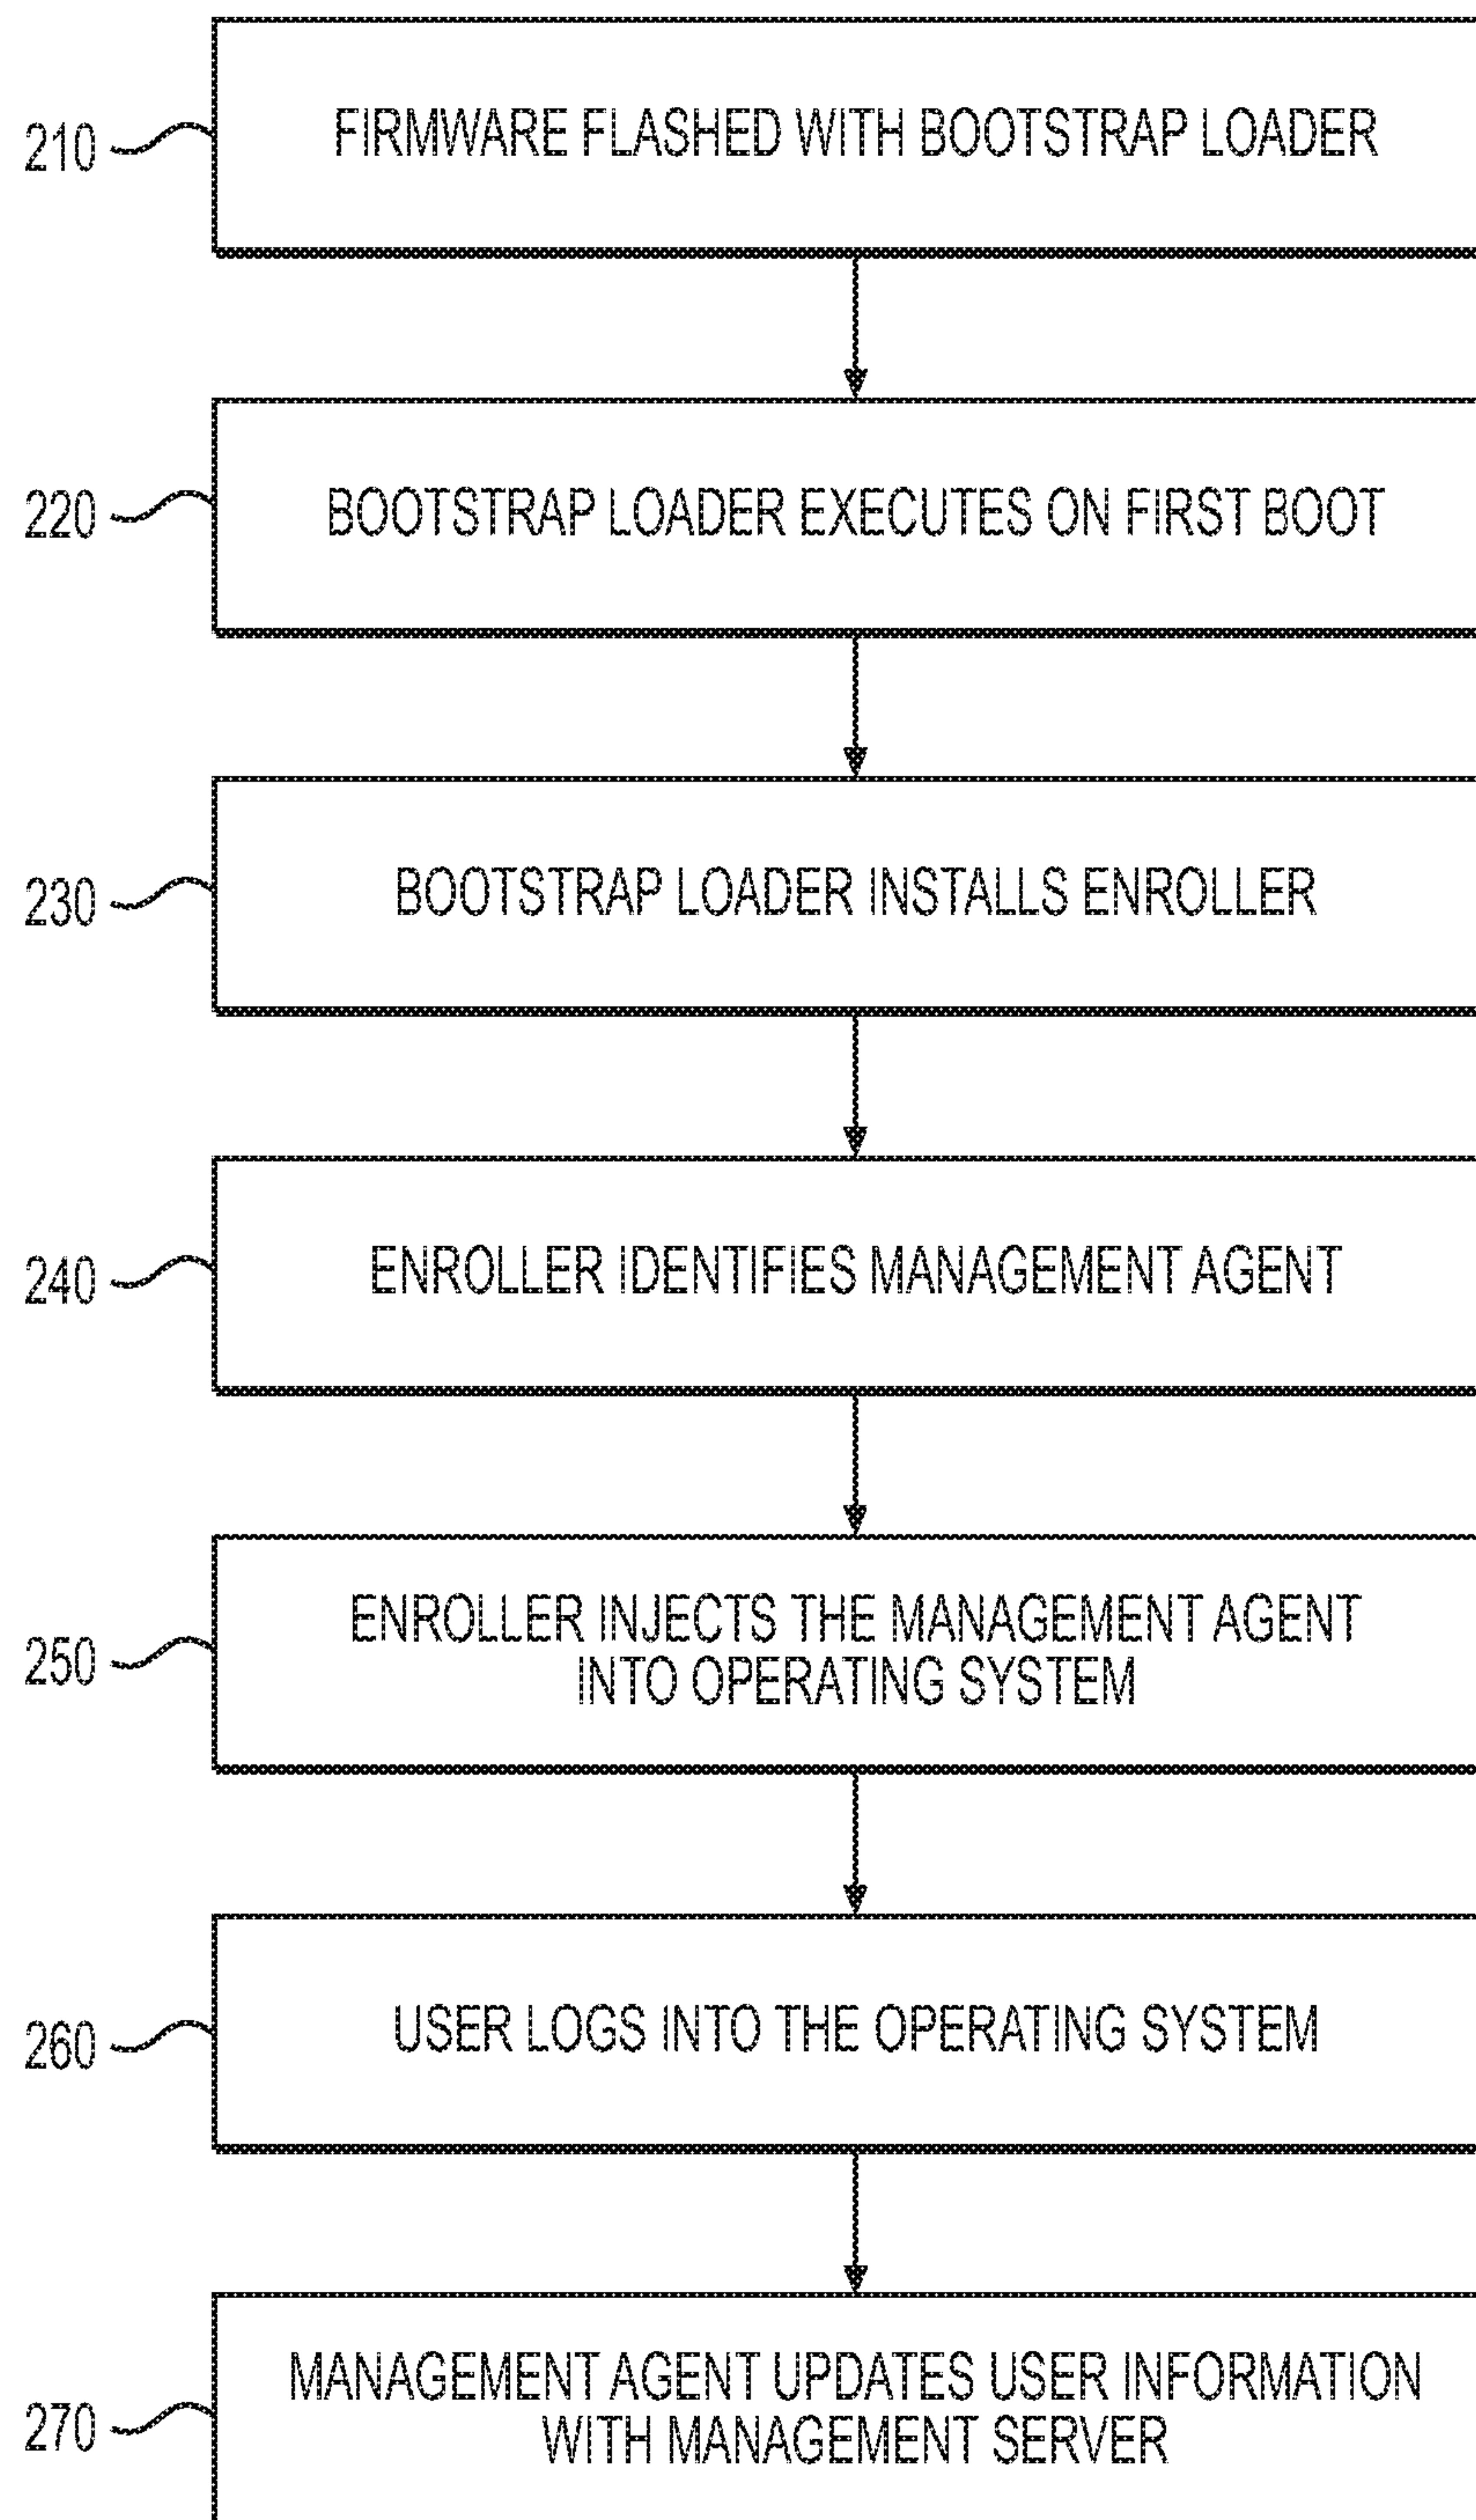 210
FIRMWARE FLASHED WITH BOOTSTRAP LOADER
220
BOOTSTRAP LOADER EXECUTES ON FIRST BOOT
230
BOOTSTRAP LOADER INSTALLS ENROLLER
240
ENROLLER IDENTIFIES MANAGEMENT AGENT
250
ENROLLER INJECTS THE MANAGEMENT AGENT
INTO OPERATING SYSTEM
260
USER LOGS INTO THE OPERATING SYSTEM
270
MANAGEMENT AGENT UPDATES USER INFORMATION
WITH MANAGEMENT SERVER